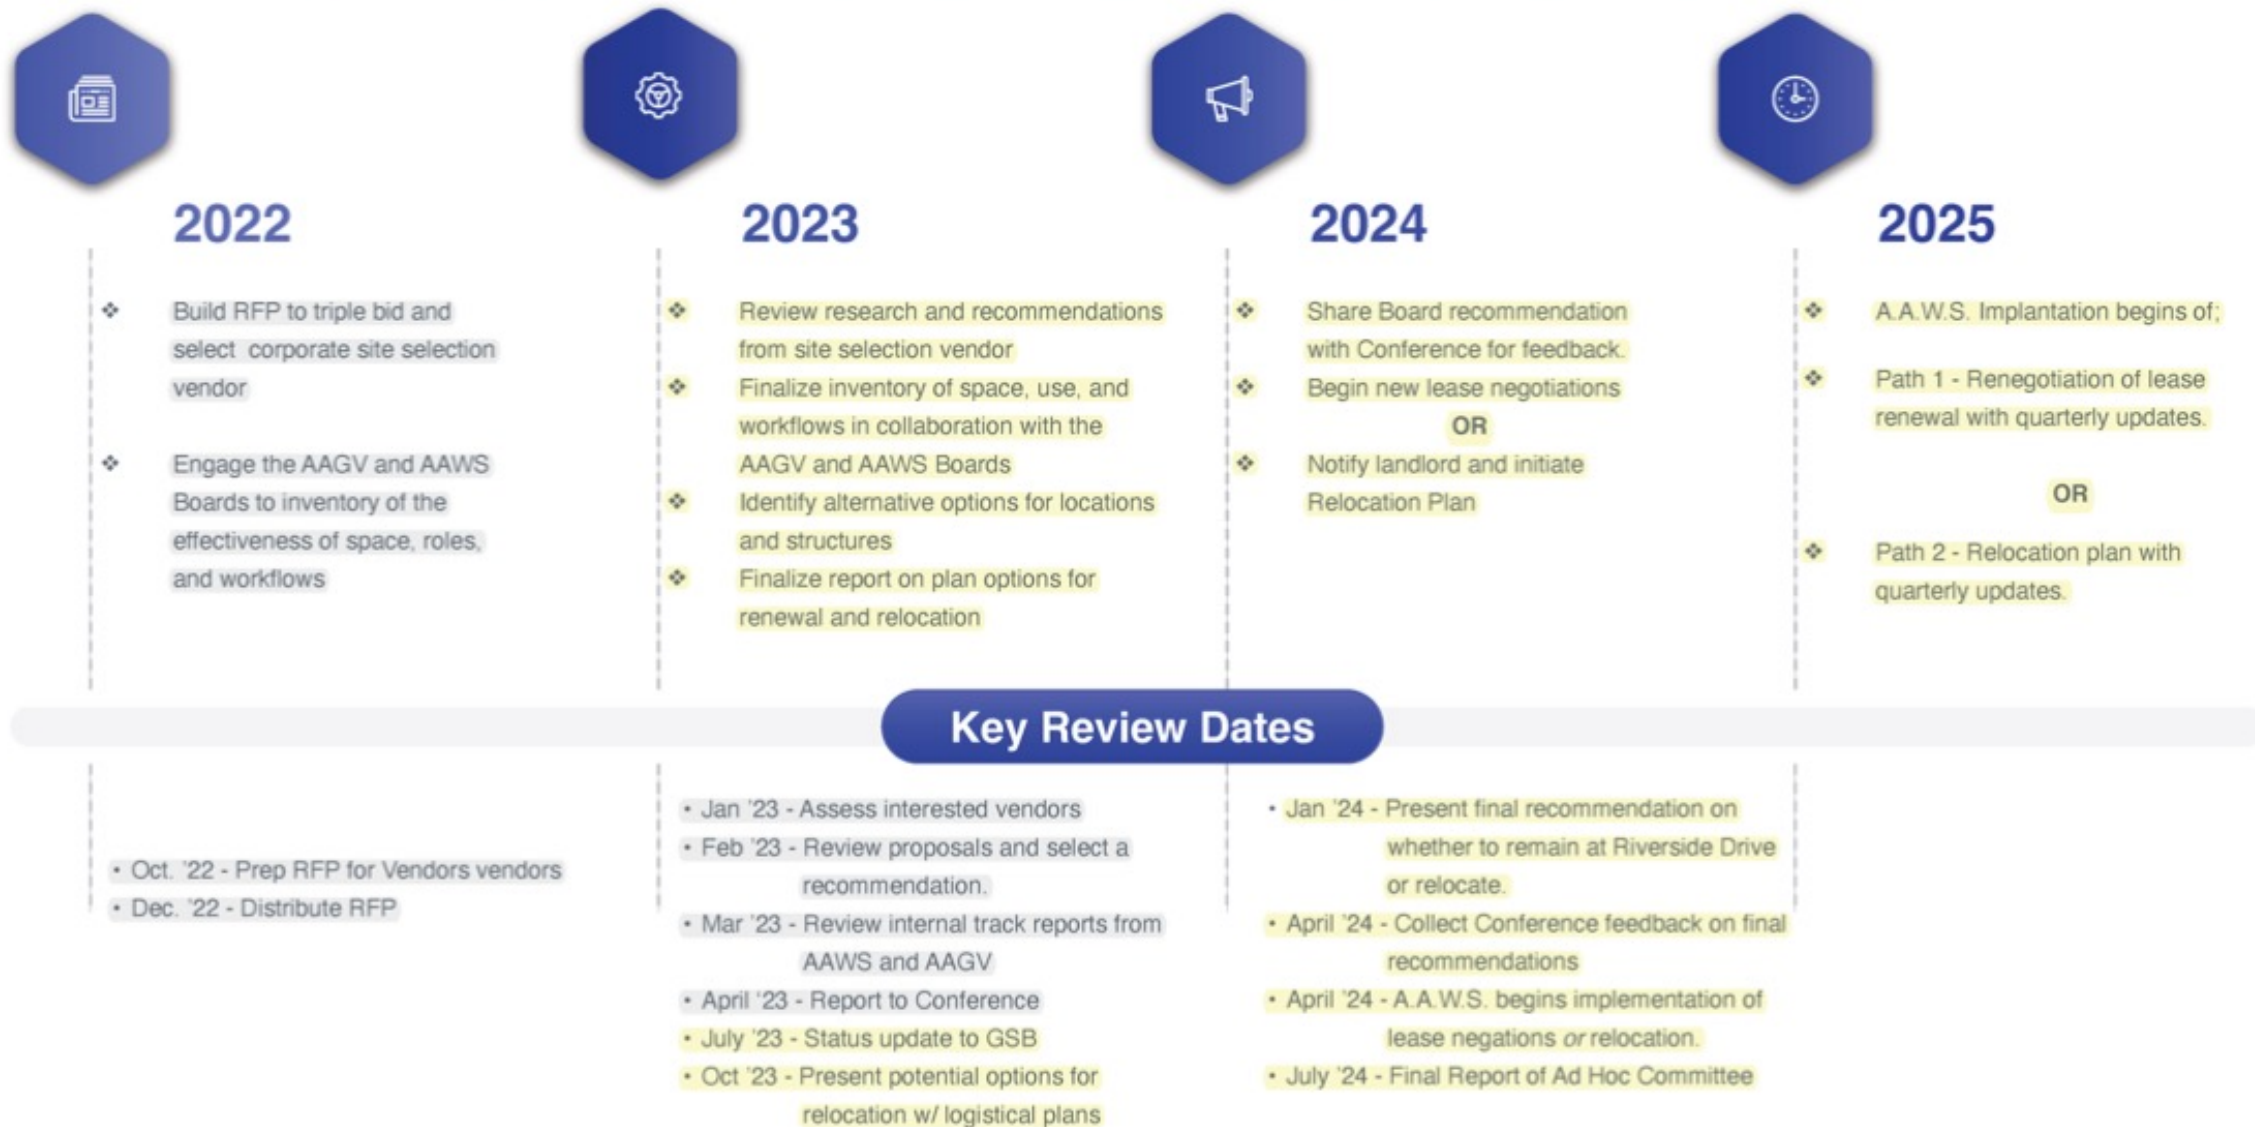 2022
❖ Build RFP to triple bid and
select corporate site selection
vendor
❖ Engage the AAGV and AAWS
Boards to inventory of the
effectiveness of space, roles,
and workflows
2023
❖ Review research and recommendations
from site selection vendor
❖ Finalize inventory of space, use, and
workflows in collaboration with the
AAGV and AAWS Boards
❖ Identify alternative options for locations
and structures
❖ Finalize report on plan options for
renewal and relocation
2024
❖ Share Board recommendation
with Conference for feedback.
❖ Begin new lease negotiations
OR
❖ Notify landlord and initiate
Relocation Plan
2025
❖ A.A.W.S. Implantation begins of;
❖ Path 1 - Renegotiation of lease
renewal with quarterly updates.
OR
❖ Path 2 - Relocation plan with
quarterly updates.
Key Review Dates
• Oct. '22 - Prep RFP for Vendors vendors
• Dec. '22 - Distribute RFP
• Jan '23 - Assess interested vendors
• Feb '23 - Review proposals and select a
recommendation.
• Mar '23 - Review internal track reports from
AAWS and AAGV
• April '23 - Report to Conference
• July '23 - Status update to GSB
• Oct '23 - Present potential options for
relocation w/ logistical plans
• Jan '24 - Present final recommendation on
whether to remain at Riverside Drive
or relocate.
• April '24 - Collect Conference feedback on final
recommendations
• April '24 - A.A.W.S. begins implementation of
lease negations or relocation.
• July '24 - Final Report of Ad Hoc Committee